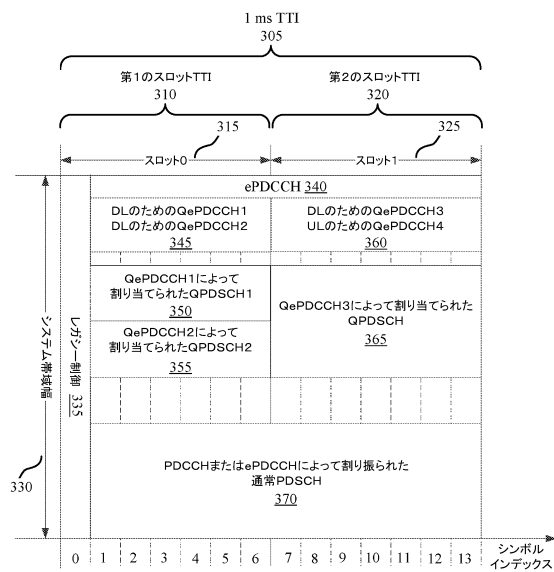 1 ms TTI
305
第1のスロットTTI
310
第2のスロットTTI
320
315
325
スロット0
スロット1
ePDCCH 340
DLのためのQePDCCH1
DLのためのQePDCCH2
345
DLのためのQePDCCH3
ULのためのQePDCCH4
360
QePDCCH1によって
割り当てられたQPDSCH1
350
QePDCCH2によって
割り当てられたQPDSCH2
355
QePDCCH3によって割り当てられた
QPDSCH
365
システム帯域幅
レガシー制御 335
330
PDCCHまたはePDCCHによって割り振られた
通常PDSCH
370
0 1 2 3 4 5 6 7 8 9 10 11 12 13
シンボル
インデックス